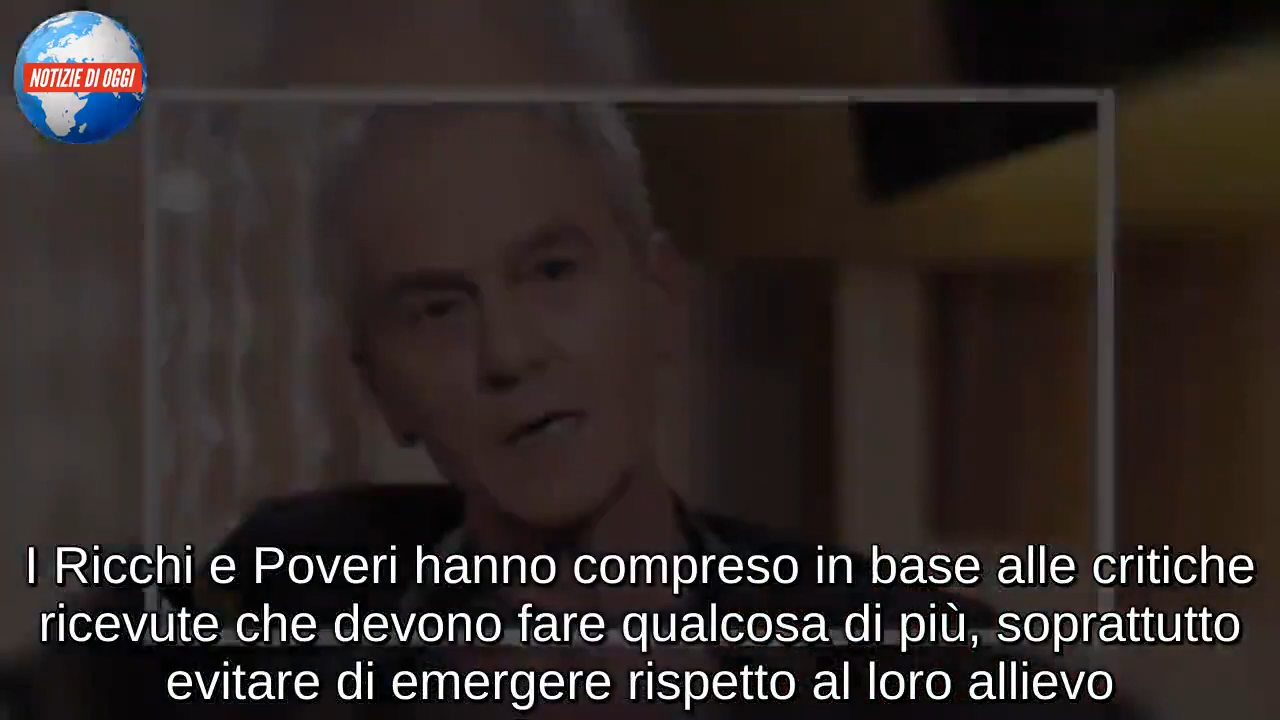 NOTIZIE DI OGGI
I Ricchi e Poveri hanno compreso in base alle critiche
ricevute che devono fare qualcosa di più, soprattutto
evitare di emergere rispetto al loro allievo